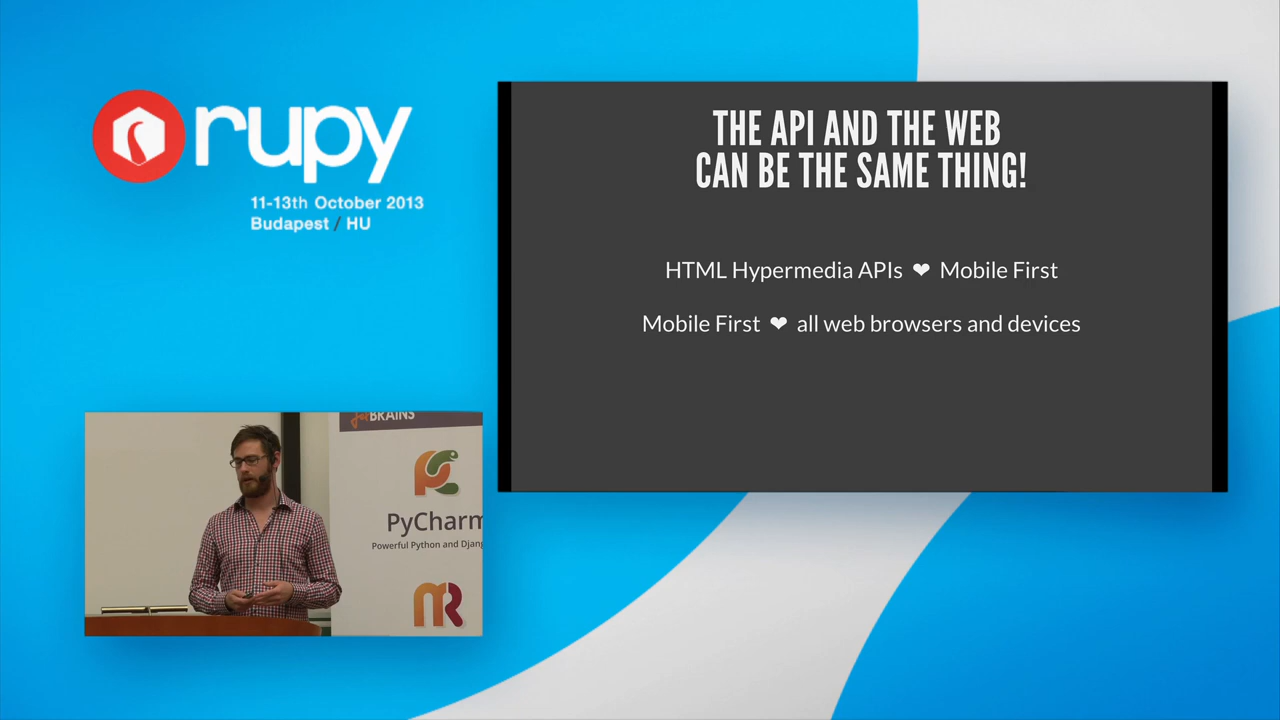 rupy
11-13th October 2013
Budapest / HU
THE API AND THE WEB
CAN BE THE SAME THING!
HTML Hypermedia APIs ❤ Mobile First
Mobile First ❤ all web browsers and devices
BRAINS
PC
PyCharm
Powerful Python and